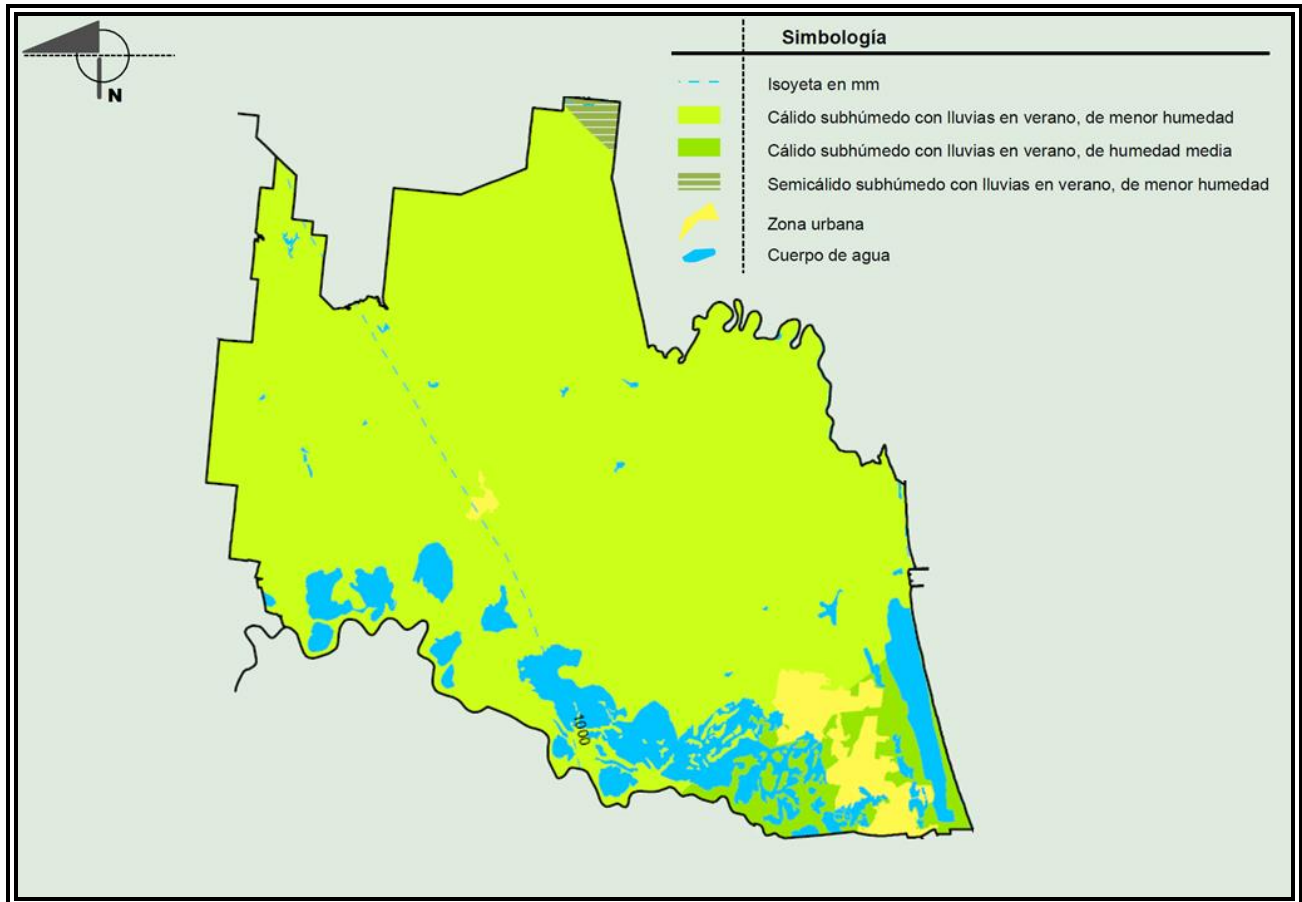 N
Simbología
Isoyeta en mm
Cálido subhúmedo con lluvias en verano, de menor humedad
Cálido subhúmedo con lluvias en verano, de humedad media
Semicálido subhúmedo con lluvias en verano, de menor humedad
Zona urbana
Cuerpo de agua
1000